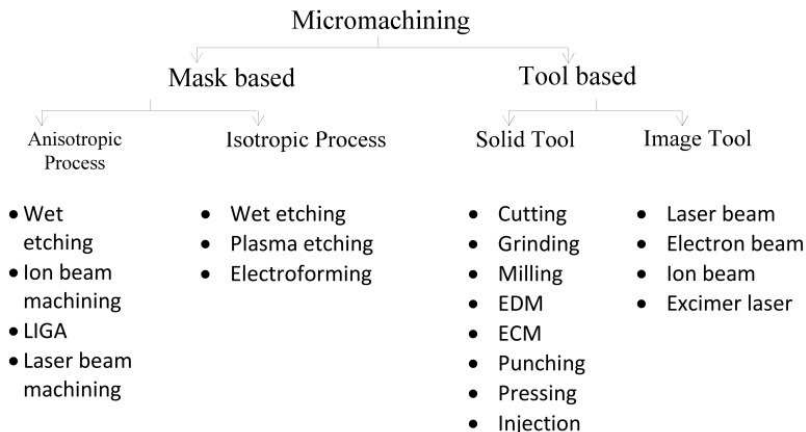 Micromachining
Mask based
Tool based
Anisotropic
Process
Isotropic Process
Solid Tool
Image Tool
• Wet
etching
• Ion beam
machining
• LIGA
• Laser beam
machining
• Wet etching
• Plasma etching
• Electroforming
• Cutting
• Grinding
• Milling
• EDM
• ECM
• Punching
• Pressing
• Injection
• Laser beam
• Electron beam
• Ion beam
• Excimer laser